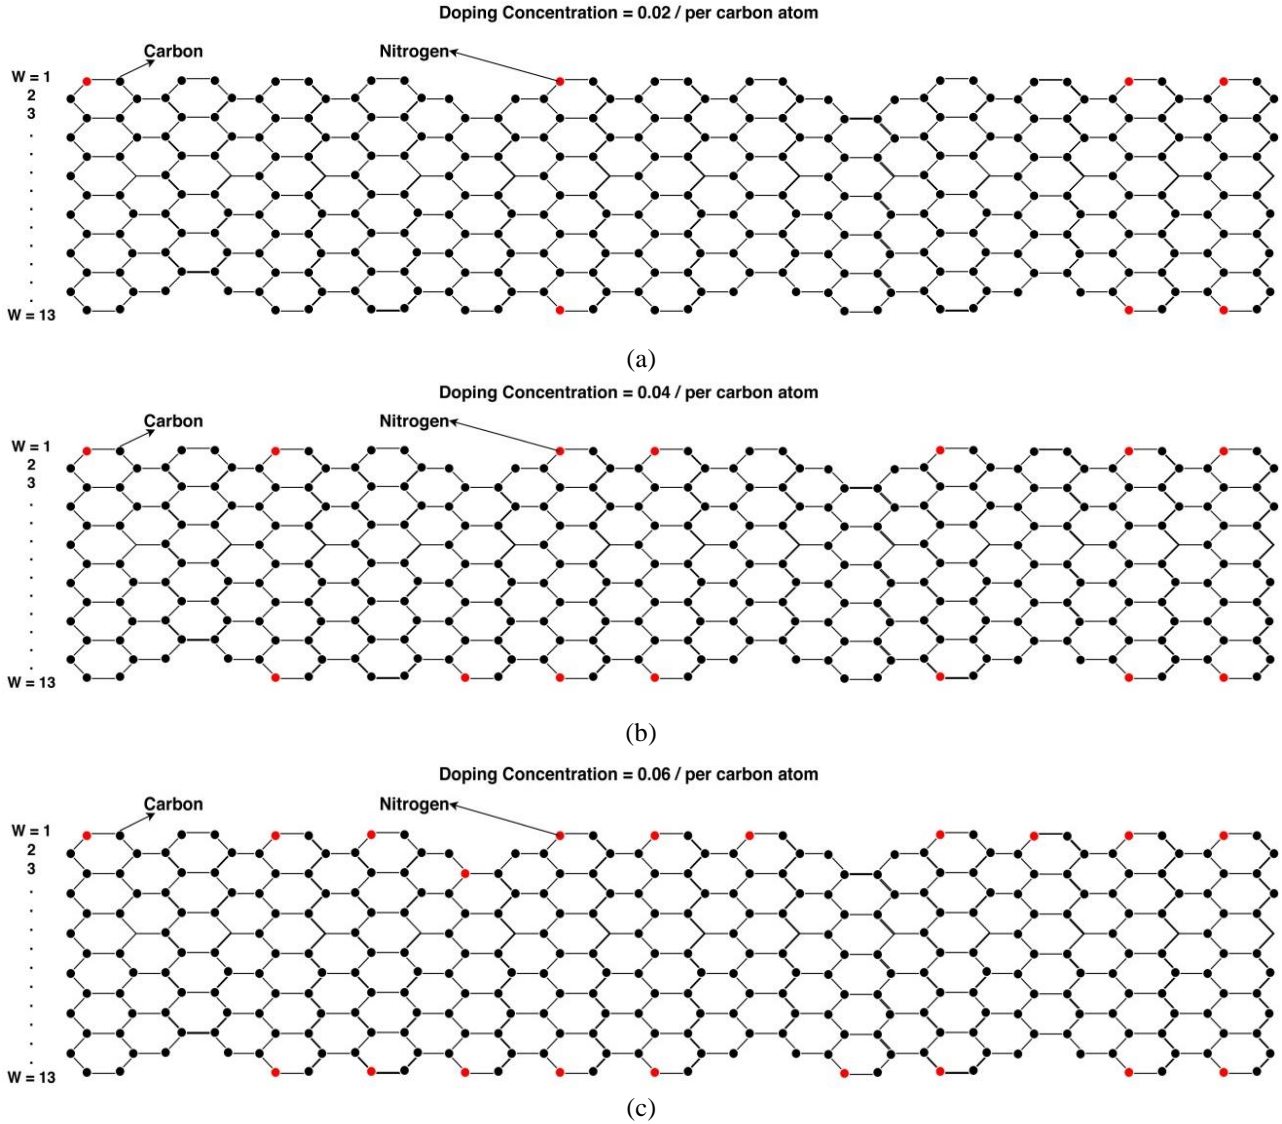 Doping Concentration = 0.02 / per carbon atom
Carbon
Nitrogen
W = 1
2
3
.
.
.
.
.
.
.
.
.
W = 13
(a)
Doping Concentration = 0.04 / per carbon atom
Carbon
Nitrogen
W = 1
2
3
.
.
.
.
.
.
.
.
.
W = 13
(b)
Doping Concentration = 0.06 / per carbon atom
Carbon
Nitrogen
W = 1
2
3
.
.
.
.
.
.
.
.
.
W = 13
(c)